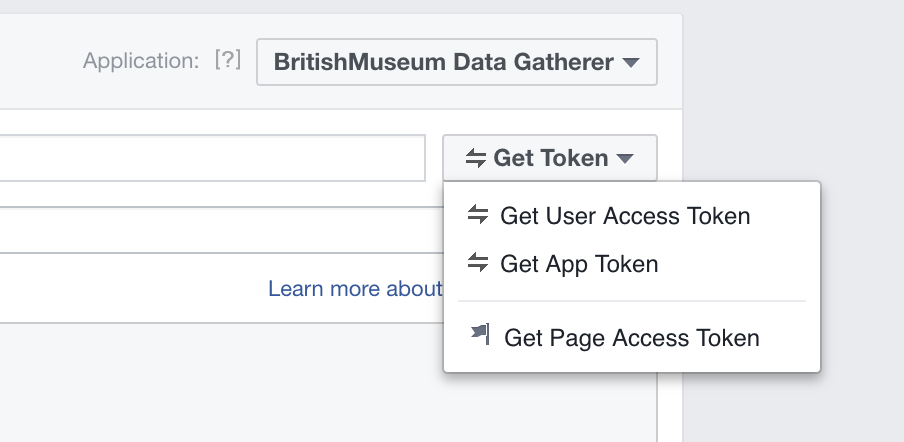 Application: [?] BritishMuseum Data Gatherer
Get Token
Get User Access Token
Get App Token
Learn more about
Get Page Access Token